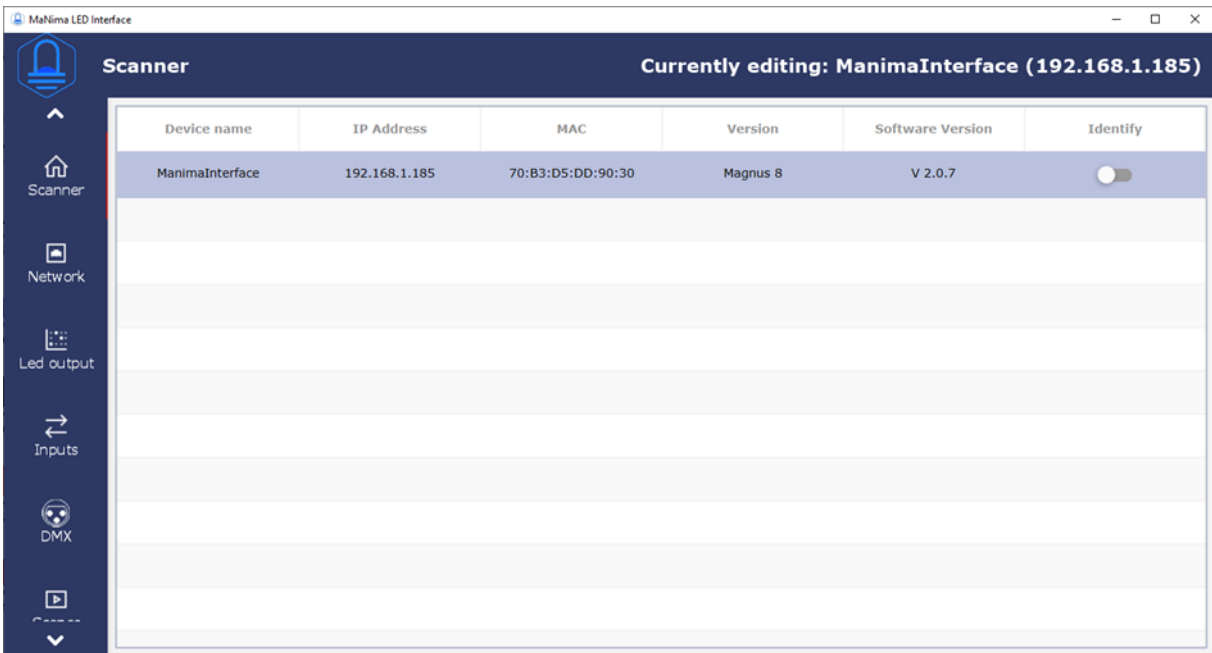 MaNima LED Interface
Scanner
Currently editing: ManimaInterface (192.168.1.185)
Device name IP Address MAC Version Software Version Identify
ManimaInterface 192.168.1.185 70:B3:D5:DD:90:30 Magnus 8 V 2.0.7
Scanner
Network
Led output
Inputs
DMX